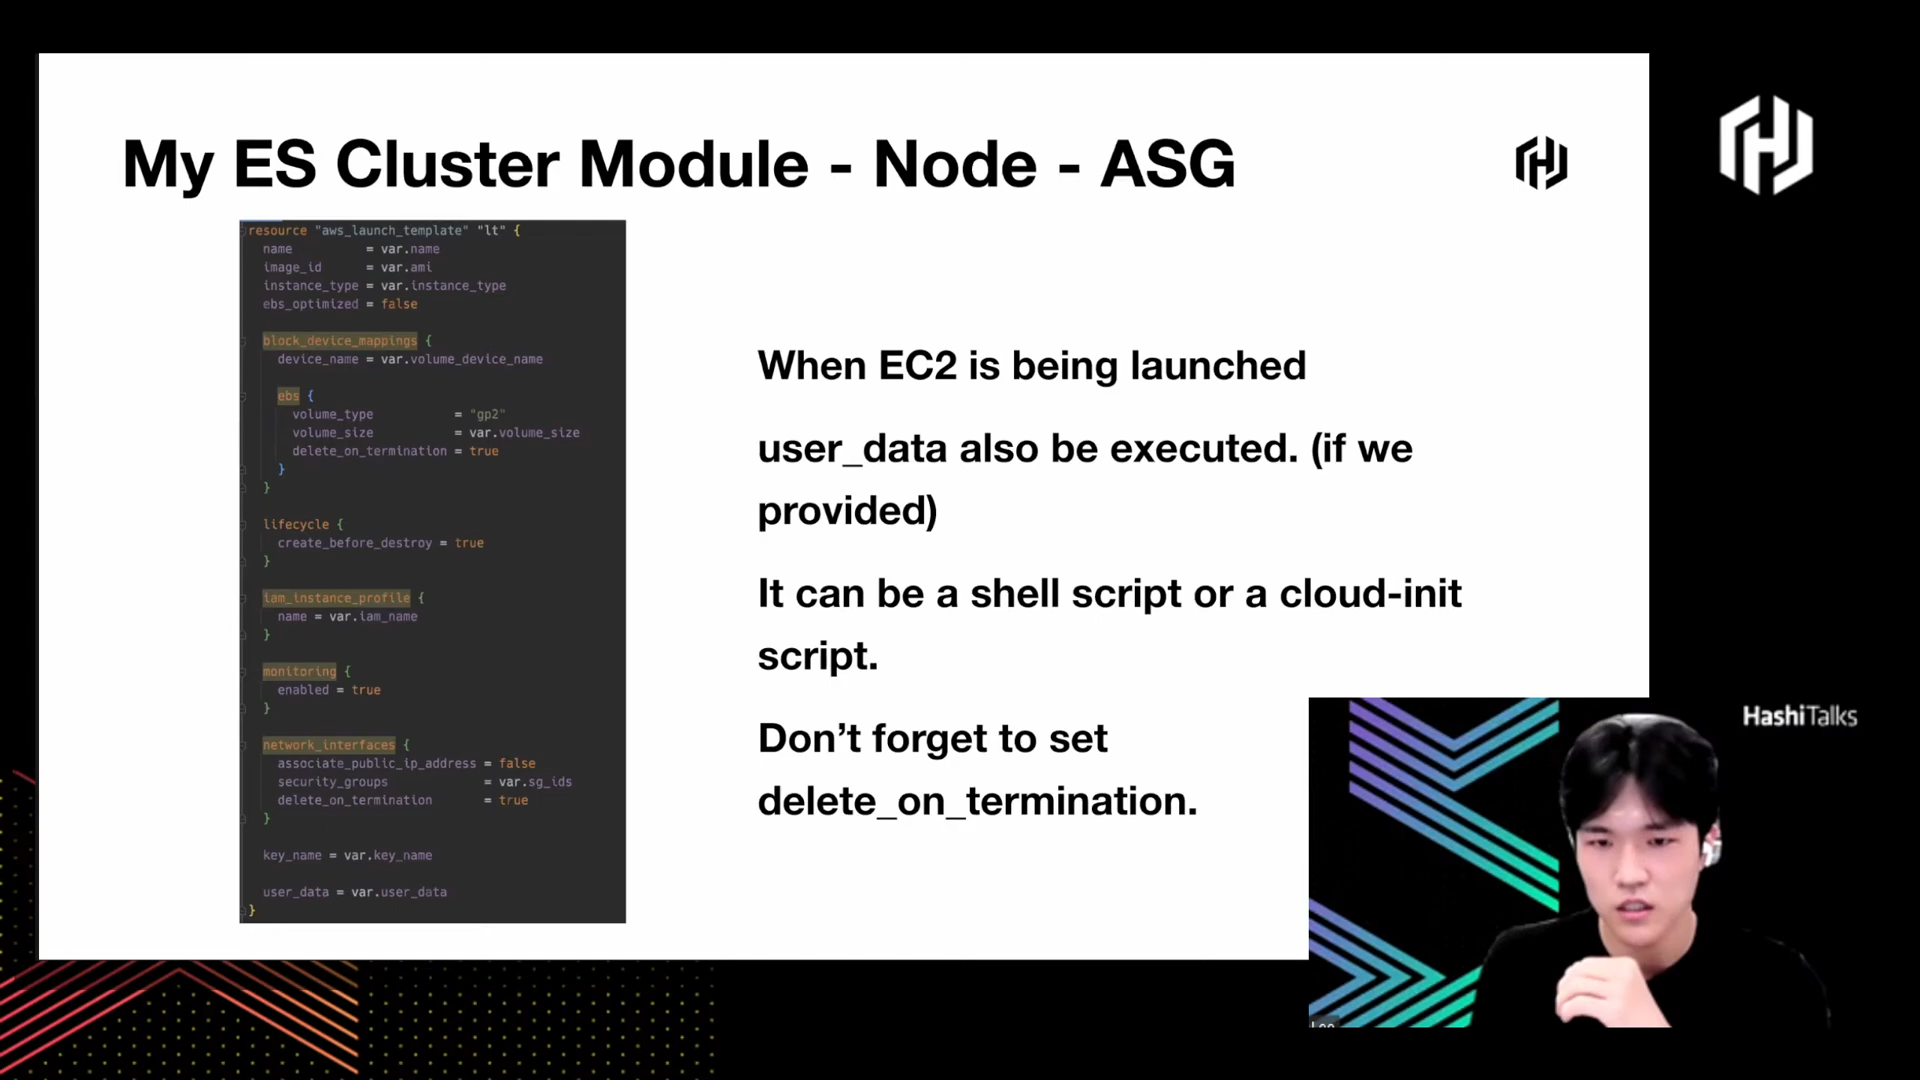 My ES Cluster Module - Node - ASG
resource "aws_launch_template" "lt" {
name = var.name
image_id = var.ami
instance_type = var.instance_type
ebs_optimized = false
block_device_mappings {
device_name = var.volume_device_name
ebs {
volume_type = "gp2"
volume_size = var.volume_size
delete_on_termination = true
}
}
lifecycle {
create_before_destroy = true
}
iam_instance_profile {
name = var.iam_name
}
monitoring {
enabled = true
}
network_interfaces {
associate_public_ip_address = false
security_groups = var.sg_ids
delete_on_termination = true
}
key_name = var.key_name
user_data = var.user_data
}
When EC2 is being launched
user_data also be executed. (if we
provided)
It can be a shell script or a cloud-init
script.
Don’t forget to set
delete_on_termination.
HashiTalks